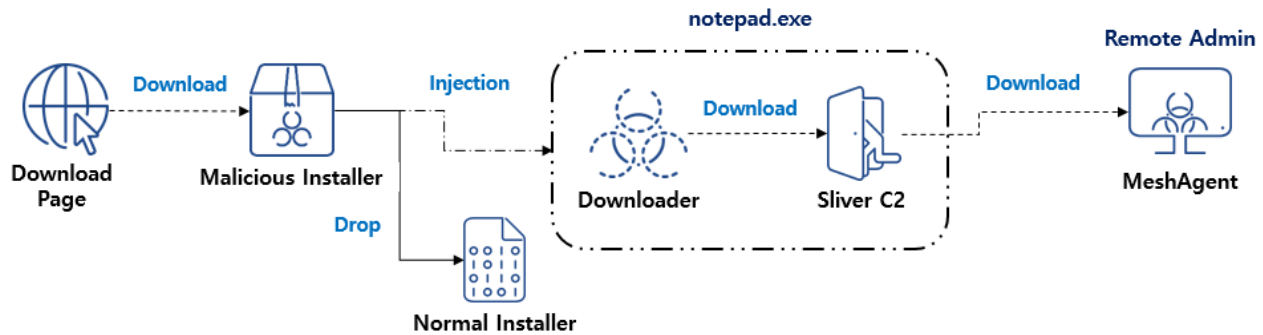 notepad.exe
Remote Admin
Download
Injection
Download
Download
Download
Page
Malicious Installer
Downloader
Sliver C2
MeshAgent
Drop
Normal Installer